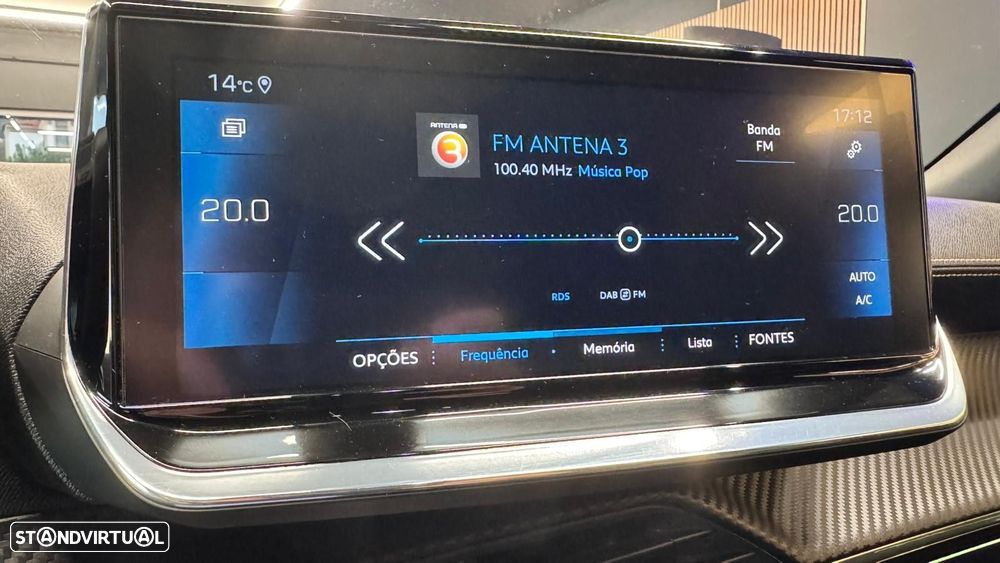 14°C
17:12
ANTENA
3
FM ANTENA 3
100.40 MHz Música Pop
Banda
FM
20.0
20.0
RDS
DAB FM
AUTO
A/C
OPÇÕES
Frequência
Memória
Lista
FONTES
STANDVIRTUAL